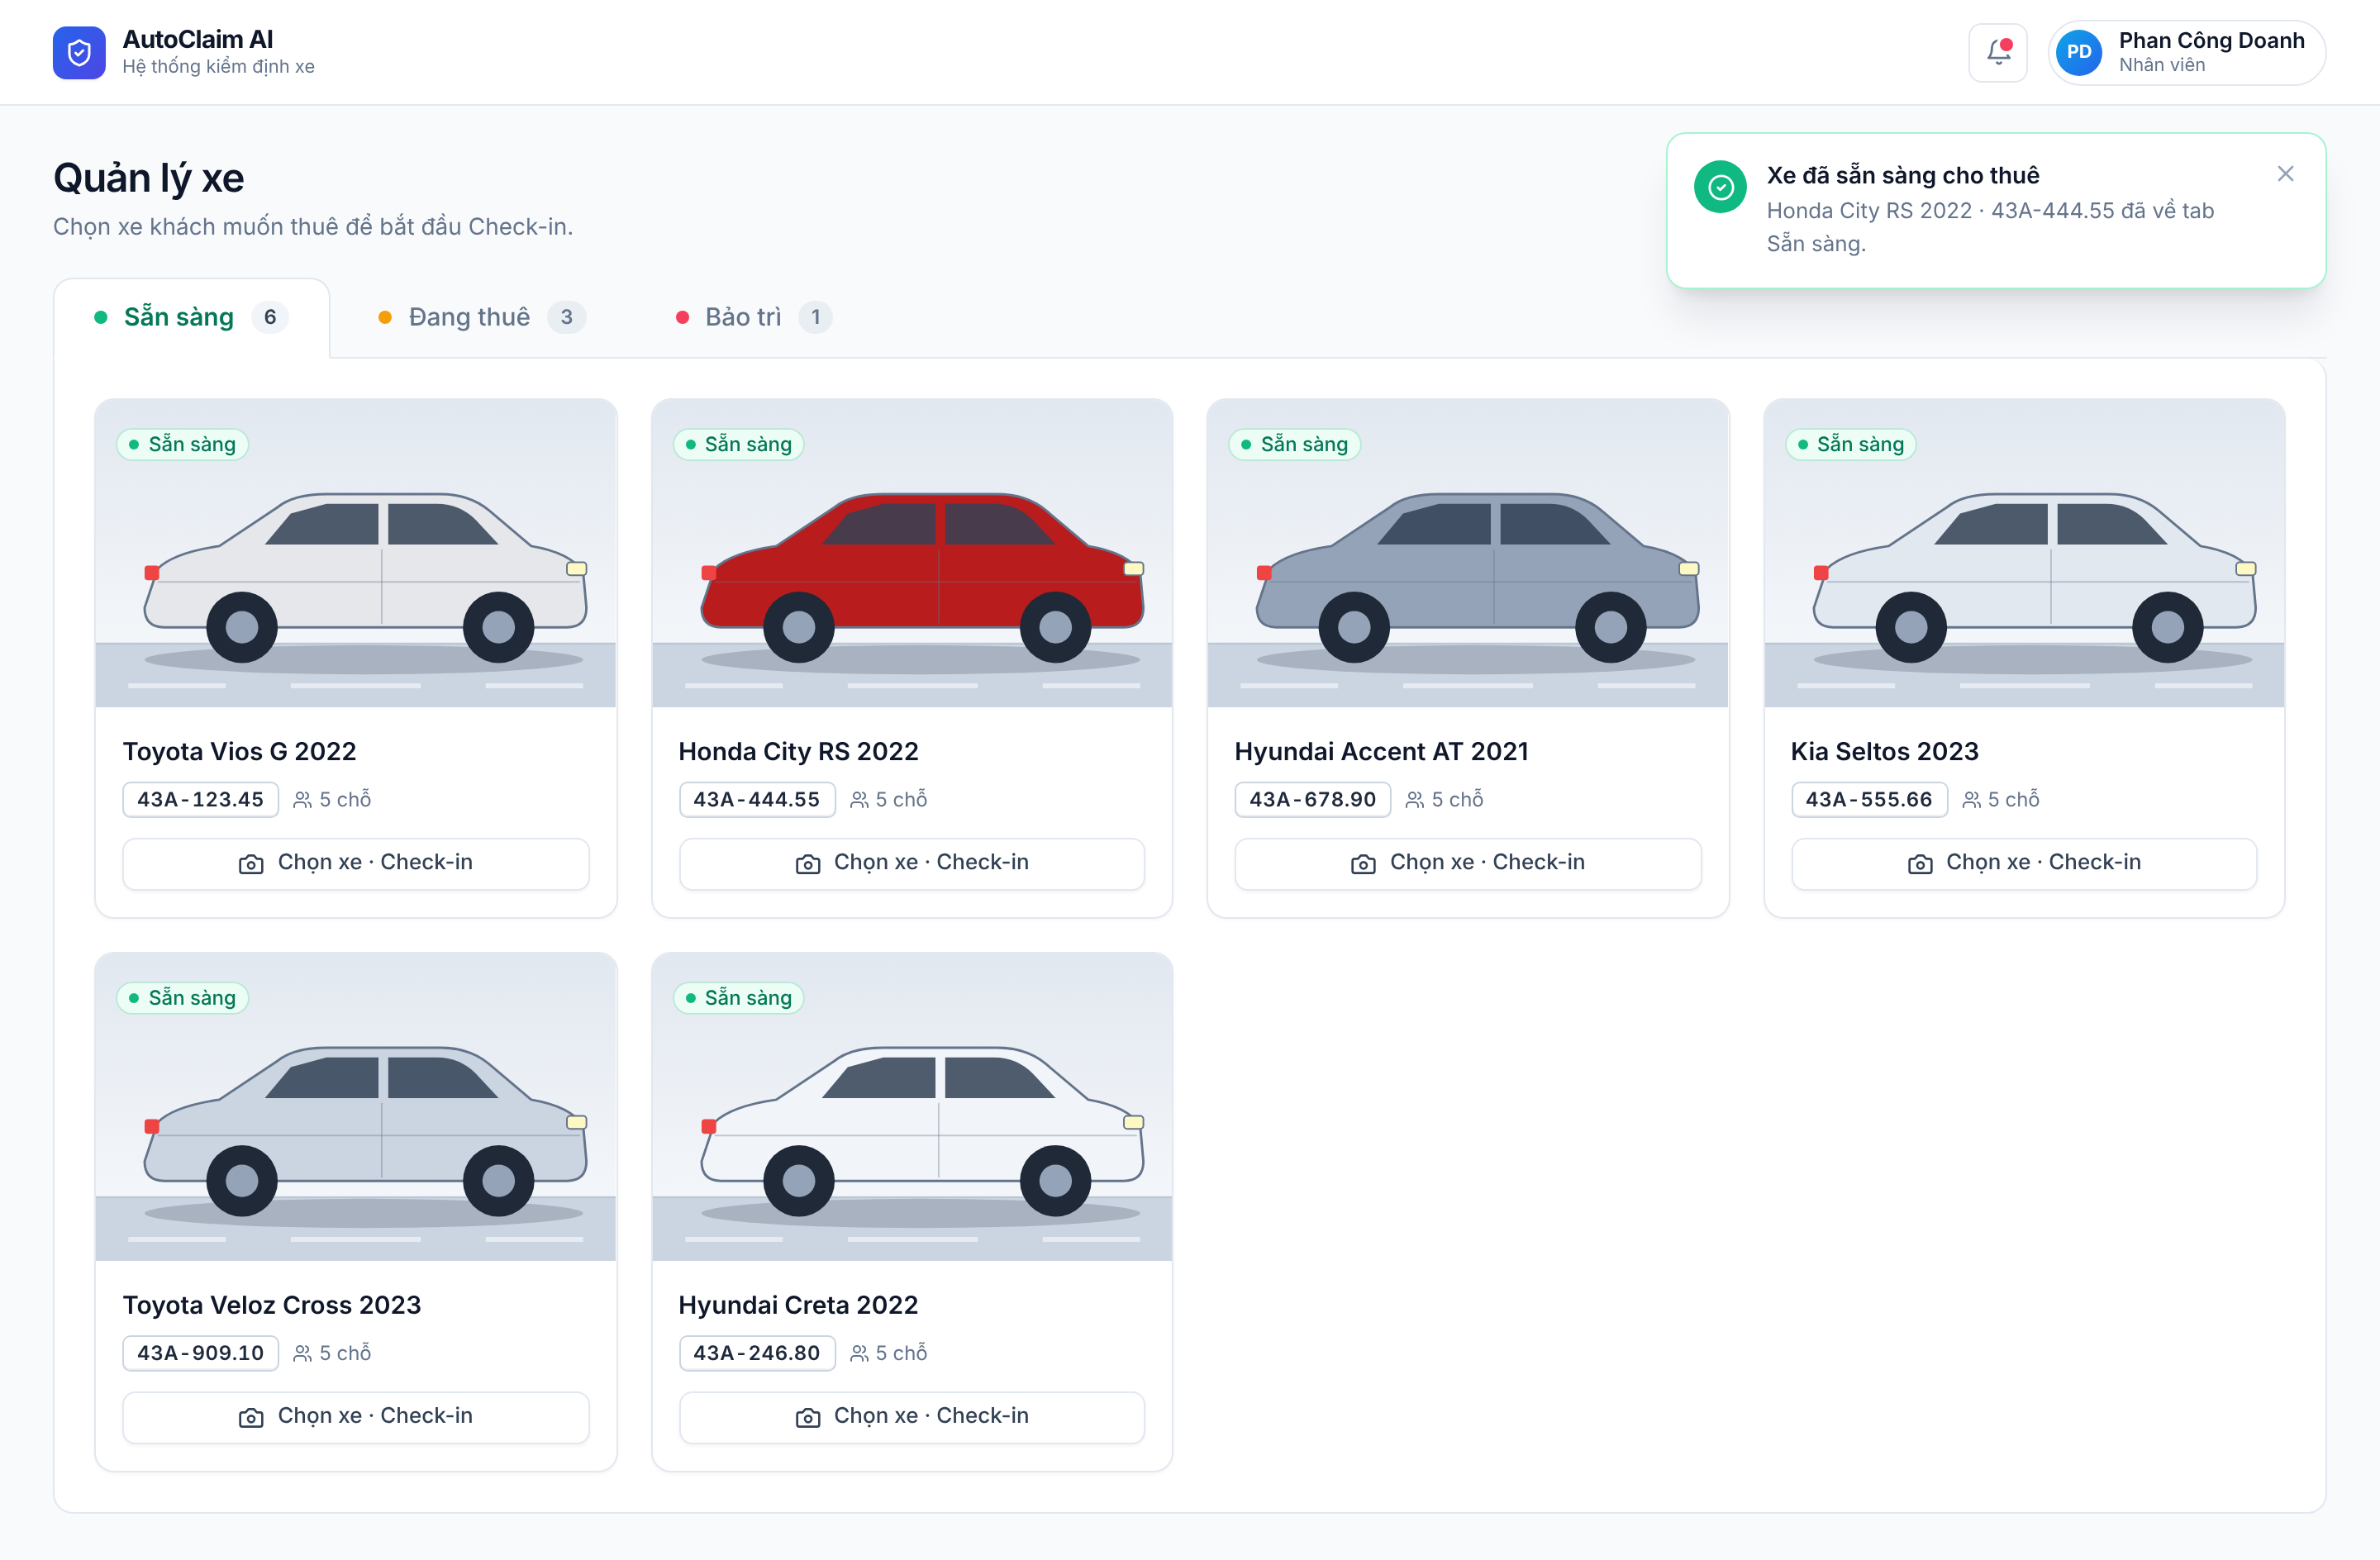 AutoClaim AI
Hệ thống kiểm định xe
PD
Phan Công Doanh
Nhân viên
Quản lý xe
Chọn xe khách muốn thuê để bắt đầu Check-in.
Xe đã sẵn sàng cho thuê
Honda City RS 2022 · 43A-444.55 đã về tab
Sẵn sàng.
Sẵn sàng 6
Đang thuê 3
Bảo trì 1
Sẵn sàng
Toyota Vios G 2022
43A-123.45 5 chỗ
Chọn xe · Check-in
Sẵn sàng
Honda City RS 2022
43A-444.55 5 chỗ
Chọn xe · Check-in
Sẵn sàng
Hyundai Accent AT 2021
43A-678.90 5 chỗ
Chọn xe · Check-in
Sẵn sàng
Kia Seltos 2023
43A-555.66 5 chỗ
Chọn xe · Check-in
Sẵn sàng
Toyota Veloz Cross 2023
43A-909.10 5 chỗ
Chọn xe · Check-in
Sẵn sàng
Hyundai Creta 2022
43A-246.80 5 chỗ
Chọn xe · Check-in